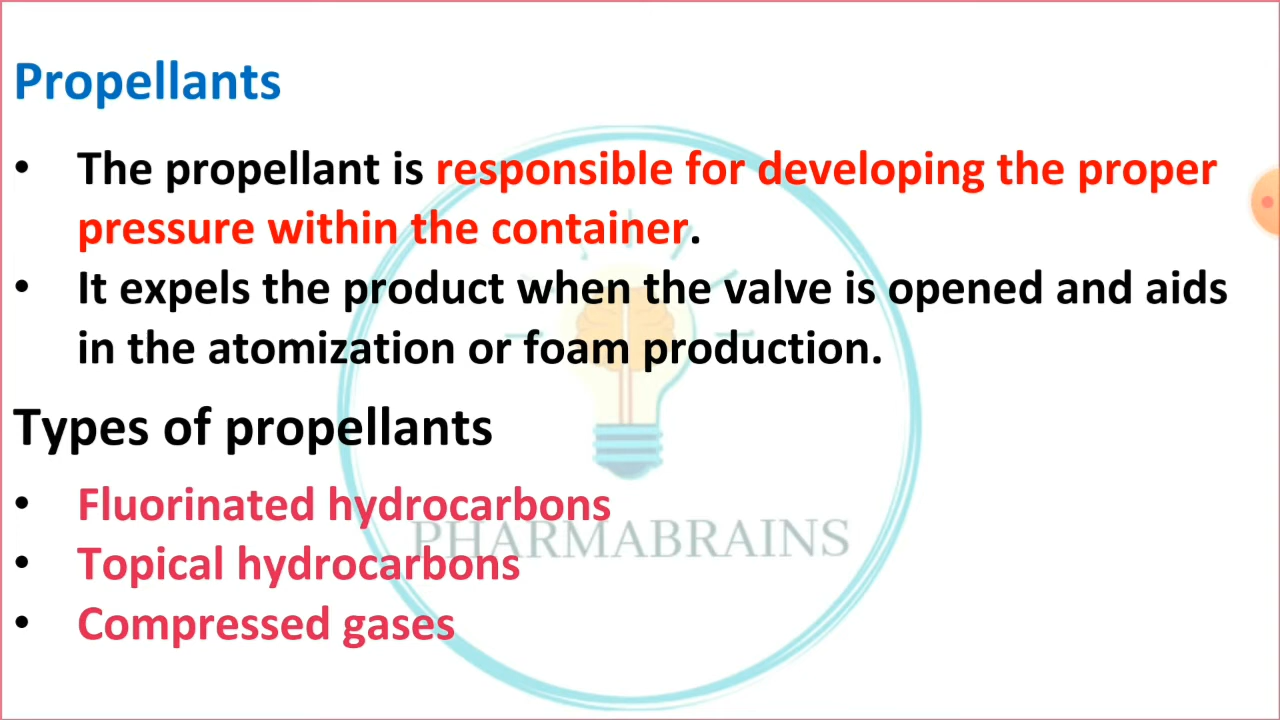 Propellants
• The propellant is responsible for developing the proper
pressure within the container.
• It expels the product when the valve is opened and aids
in the atomization or foam production.
Types of propellants
• Fluorinated hydrocarbons
PHARMABRAINS
• Topical hydrocarbons
• Compressed gases